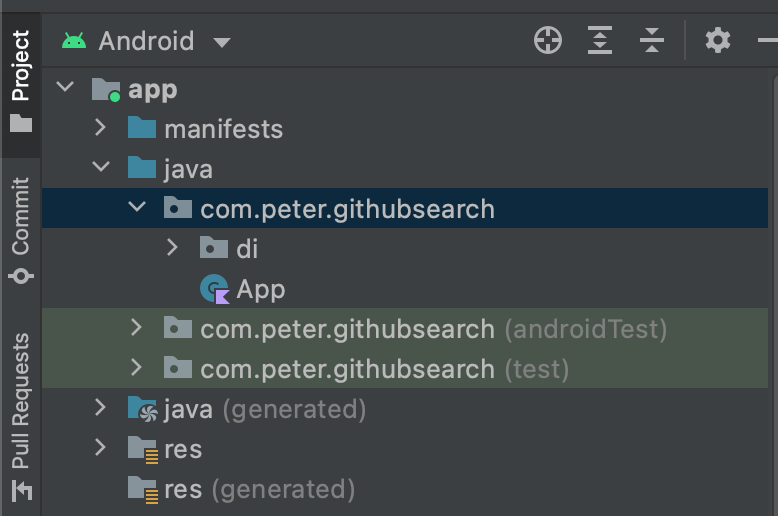 Project
Commit
Pull Requests
Android
app
manifests
java
com.peter.githubsearch
di
App
com.peter.githubsearch (androidTest)
com.peter.githubsearch (test)
java (generated)
res
res (generated)